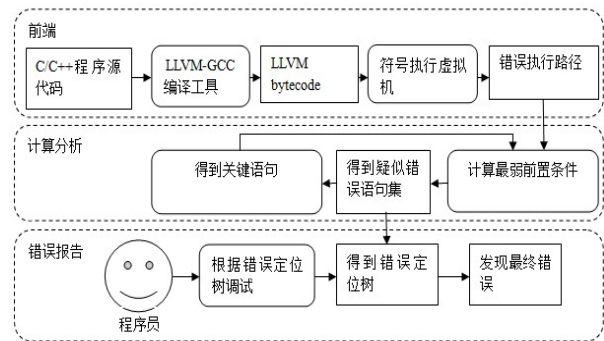 前端
C/C++程序源
代码
LLVM-GCC
编译工具
LLVM
bytecode
符号执行虚拟
机
错误执行路径
计算分析
得到关键语句
得到疑似错
误语句集
计算最弱前置条件
错误报告
程序员
根据错误定位
树调试
得到错误定
位树
发现最终错
误